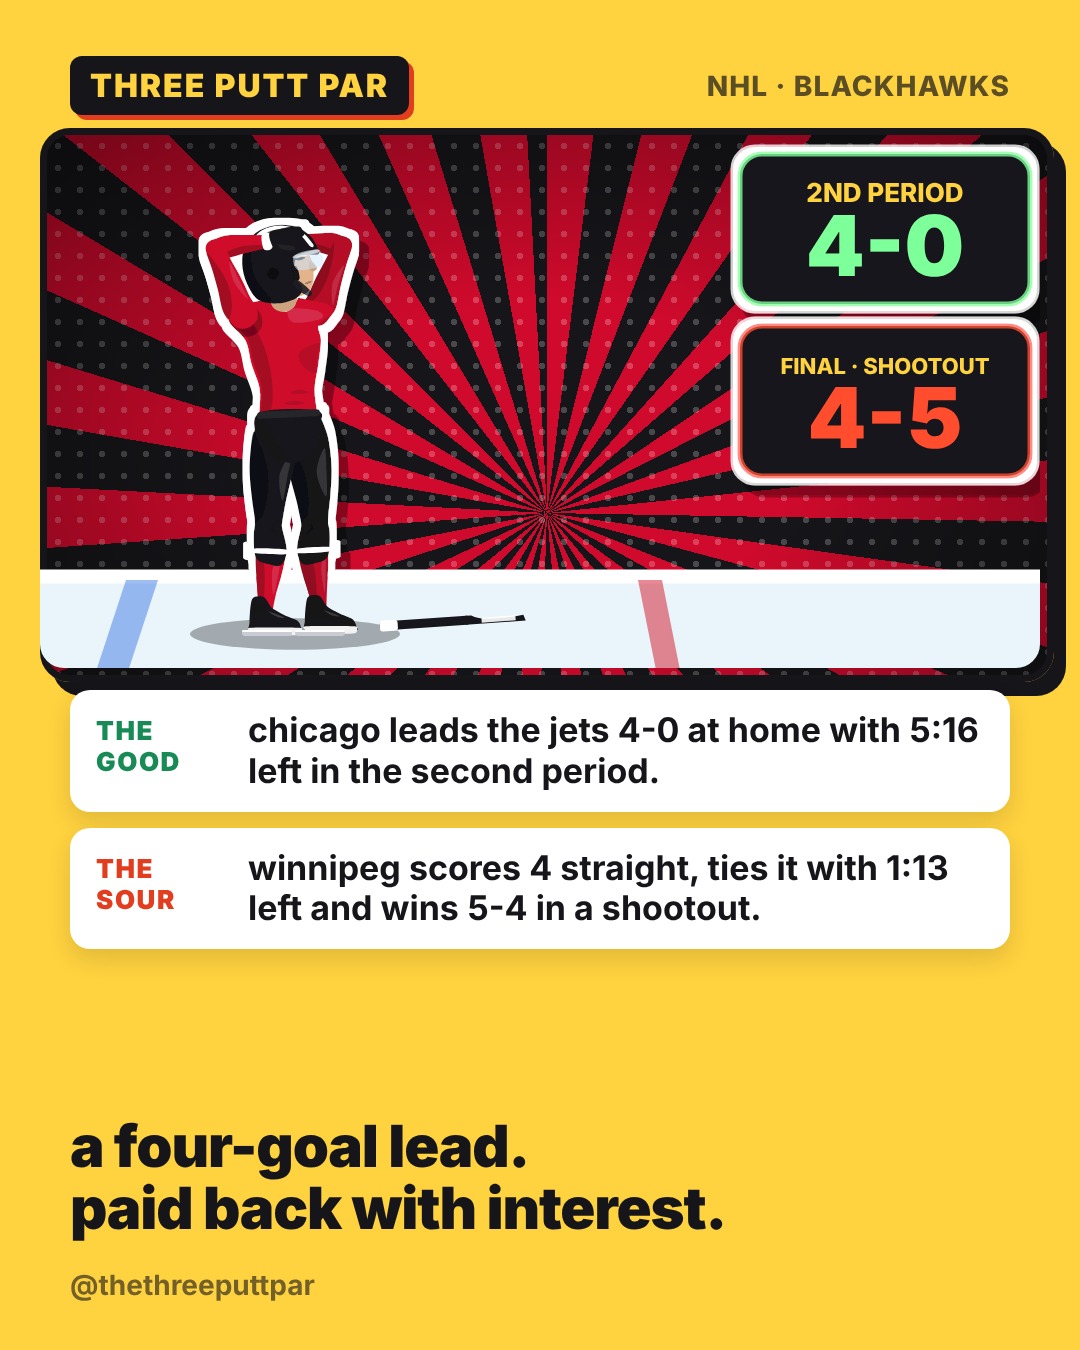 THREE PUTT PAR
NHL · BLACKHAWKS
2ND PERIOD
4-0
FINAL · SHOOTOUT
4-5
THE
GOOD
chicago leads the jets 4-0 at home with 5:16
left in the second period.
THE
SOUR
winnipeg scores 4 straight, ties it with 1:13
left and wins 5-4 in a shootout.
a four-goal lead.
paid back with interest.
@thethreeputtpar